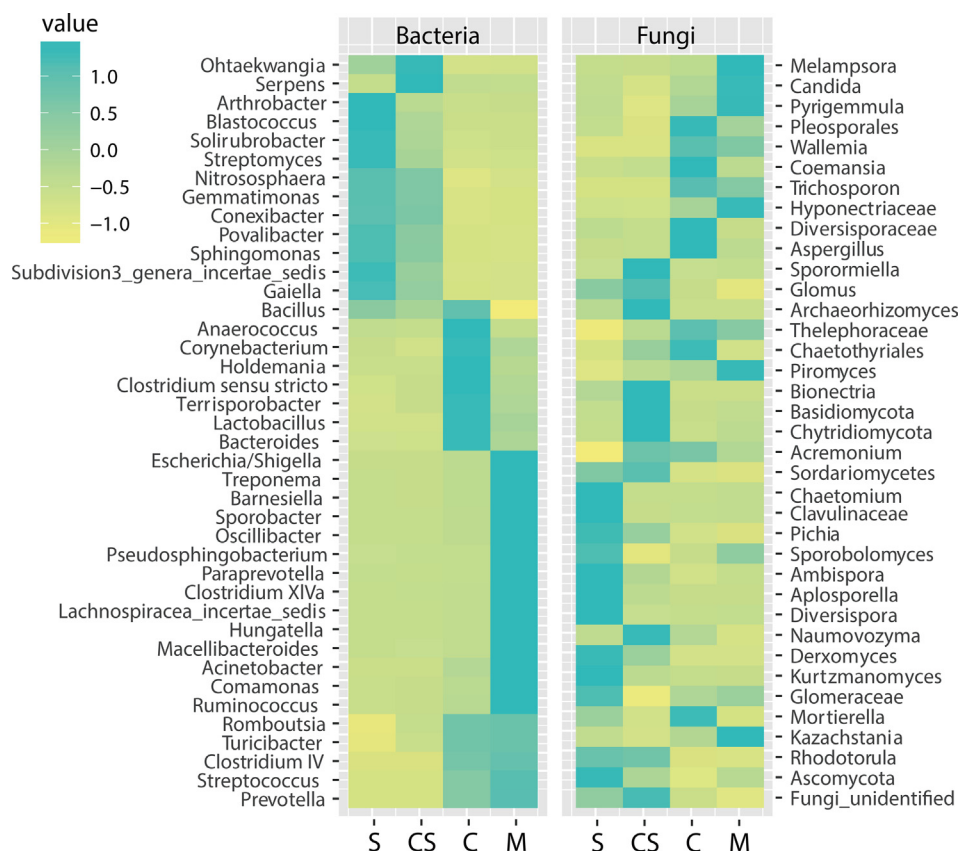 value
1.0
0.5
0.0
−0.5
−1.0
Bacteria
Fungi
Ohtaekwangia
Serpens
Arthrobacter
Blastococcus
Solirubrobacter
Streptomyces
Nitrososphaera
Gemmatimonas
Conexibacter
Povalibacter
Sphingomonas
Subdivision3_genera_incertae_sedis
Gaiella
Bacillus
Anaerococcus
Corynebacterium
Holdemania
Clostridium sensu stricto
Terrisporobacter
Lactobacillus
Bacteroides
Escherichia/Shigella
Treponema
Barnesiella
Sporobacter
Oscillibacter
Pseudosphingobacterium
Paraprevotella
Clostridium XlVa
Lachnospiracea_incertae_sedis
Hungatella
Macellibacteroides
Acinetobacter
Comamonas
Ruminococcus
Romboutsia
Turicibacter
Clostridium IV
Streptococcus
Prevotella
Melampsora
Candida
Pyrigemmula
Pleosporales
Wallemia
Coemansia
Trichosporon
Hyponectriaceae
Diversisporaceae
Aspergillus
Sporormiella
Glomus
Archaeorhizomyces
Thelephoraceae
Chaetothyriales
Piromyces
Bionectria
Basidiomycota
Chytridiomycota
Acremonium
Sordariomycetes
Chaetomium
Clavulinaceae
Pichia
Sporobolomyces
Ambispora
Aplosporella
Diversispora
Naumovozyma
Derxomyces
Kurtzmanomyces
Glomeraceae
Mortierella
Kazachstania
Rhodotorula
Ascomycota
Fungi_unidentified
S CS C M
S CS C M